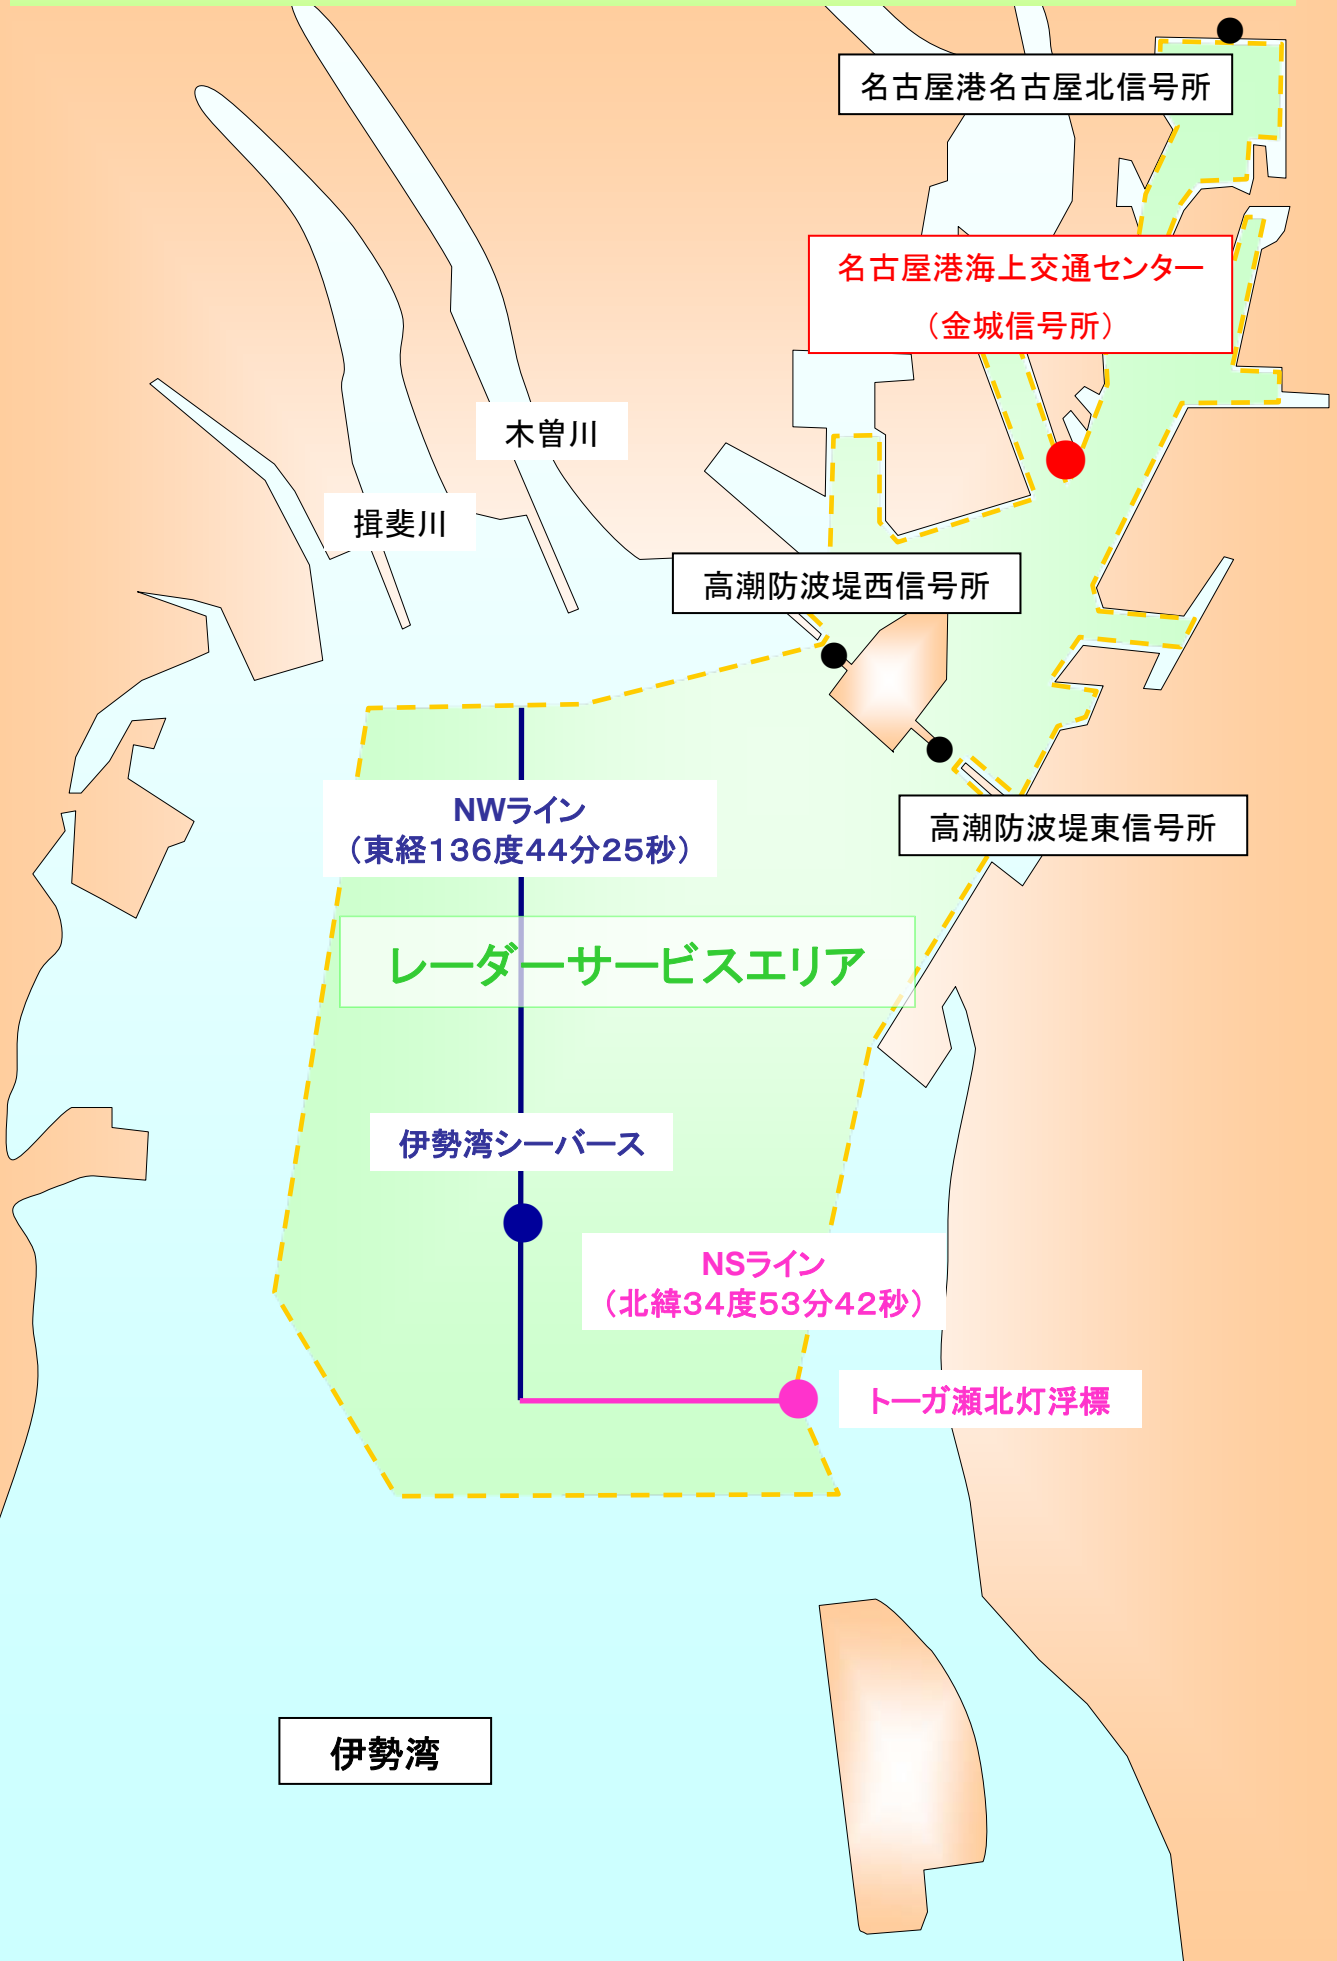 名古屋港名古屋北信号所
名古屋港海上交通センター
（金城信号所）
木曽川
揖斐川
高潮防波堤西信号所
NWライン
（東経136度44分25秒）
高潮防波堤東信号所
レーダーサービスエリア
伊勢湾シーバース
NSライン
（北緯34度53分42秒）
トーガ瀬北灯浮標
伊勢湾